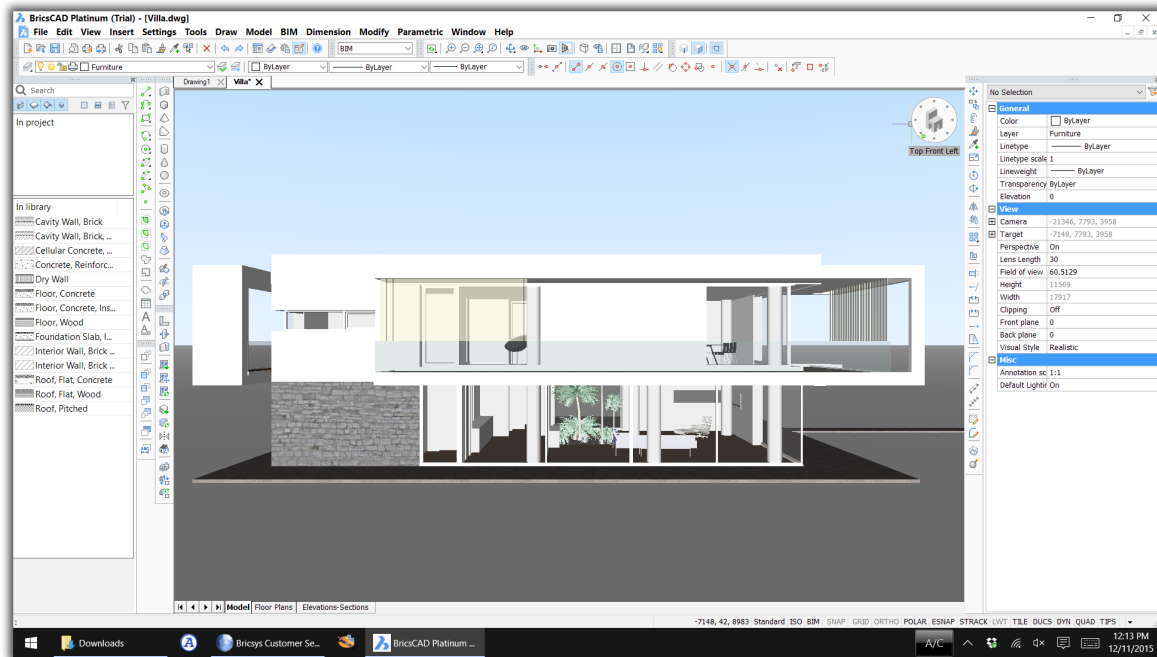 BricsCAD Platinum (Trial) - [Villa.dwg]
File Edit View Insert Settings Tools Draw Model BIM Dimension Modify Parametric Window Help
BIM
Furniture ByLayer ByLayer ByLayer
Drawing1 Villa*
Search
In project
In library
Cavity Wall, Brick
Cavity Wall, Brick, ...
Cellular Concrete, ...
Concrete, Reinforc...
Dry Wall
Floor, Concrete
Floor, Concrete, Ins...
Floor, Wood
Foundation Slab, I...
Interior Wall, Brick ...
Interior Wall, Brick ...
Roof, Flat, Concrete
Roof, Flat, Wood
Roof, Pitched
Top Front Left
No Selection
General
Color ByLayer
Layer Furniture
Linetype ByLayer
Linetype scale 1
Lineweight ByLayer
Transparency ByLayer
Elevation 0
View
Camera -21346, 7793, 3958
Target -7148, 7793, 3958
Perspective On
Lens Length 30
Field of view 60.5129
Height 11569
Width 17917
Clipping Off
Front plane 0
Back plane 0
Visual Style Realistic
Misc
Annotation sc 1:1
Default Lightin On
Model Floor Plans Elevations-Sections
:
-7148, 42, 8983 Standard ISO BIM SNAP GRID ORTHO POLAR ESNAP STRACK LWT TILE DUCS DYN QUAD TIPS
Downloads A Bricsys Customer Se... BricsCAD Platinum ... A/C 12:13 PM
12/11/2015